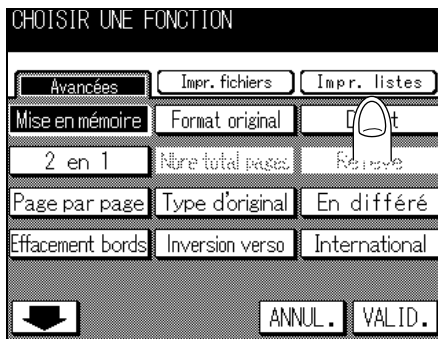 CHOISIR UNE FONCTION
Avancées Impr. fichiers Impr. listes
Mise en mémoire Format original
2 en 1 Nbre total pages
Page par page Type d'original En différé
Effacement bords Inversion verso International
ANNUL. VALID.